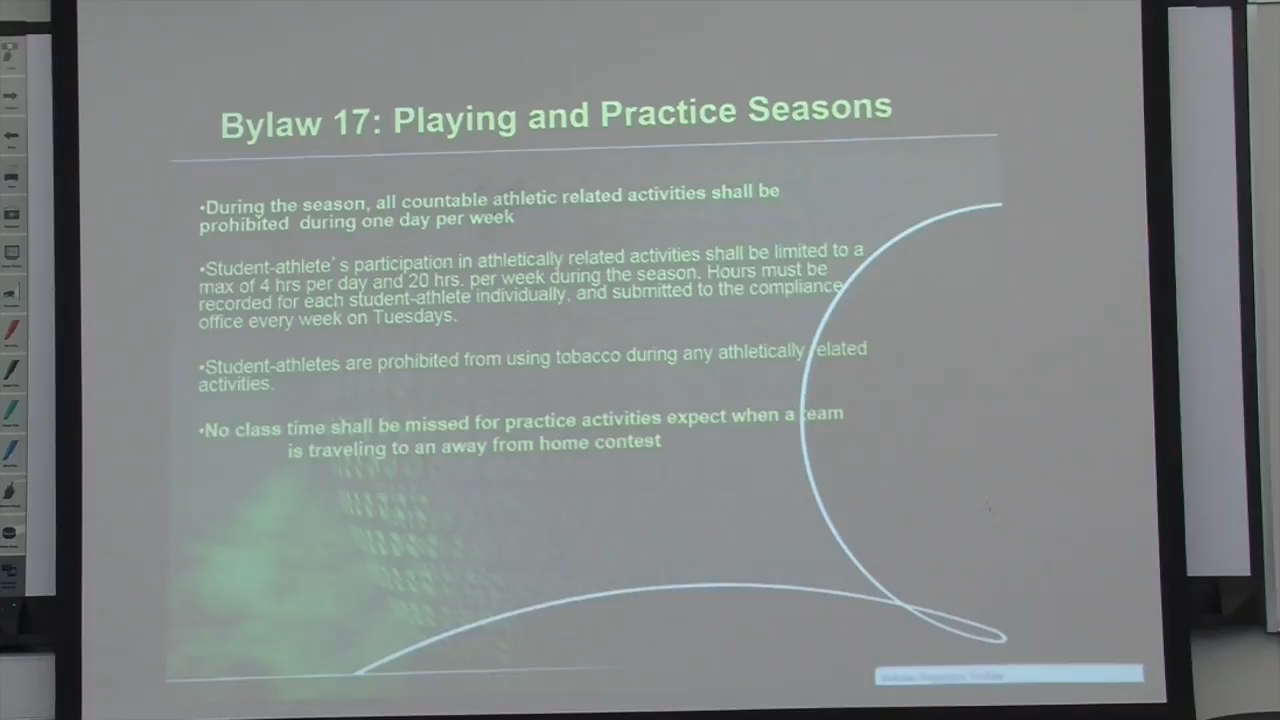 Bylaw 17: Playing and Practice Seasons
•During the season, all countable athletic related activities shall be
prohibited during one day per week
•Student-athlete's participation in athletically related activities shall be limited to a
max of 4 hrs per day and 20 hrs. per week during the season. Hours must be
recorded for each student-athlete individually, and submitted to the compliance
office every week on Tuesdays.
•Student-athletes are prohibited from using tobacco during any athletically related
activities.
•No class time shall be missed for practice activities expect when a team
is traveling to an away from home contest